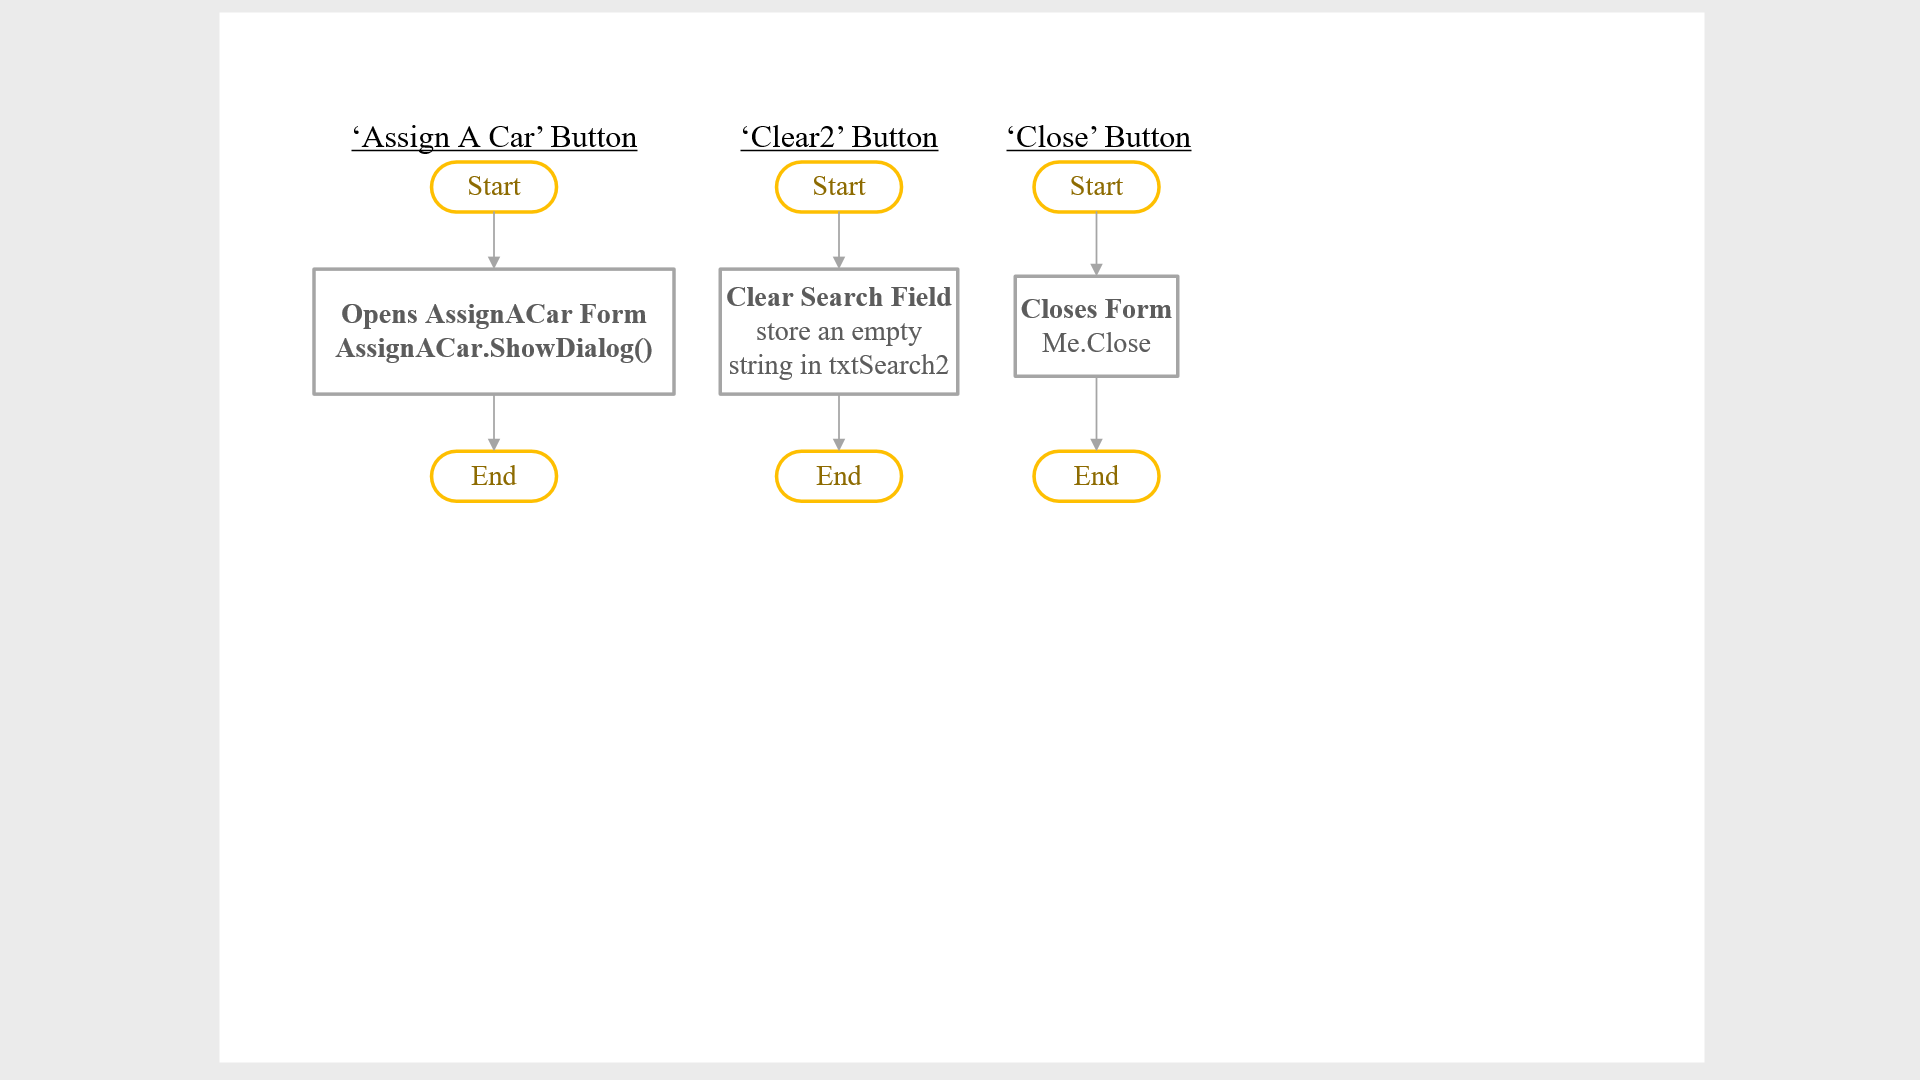 ‘Assign A Car’ Button
Start
Opens AssignACar Form
AssignACar.ShowDialog()
End
‘Clear2’ Button
Start
Clear Search Field
store an empty
string in txtSearch2
End
‘Close’ Button
Start
Closes Form
Me.Close
End